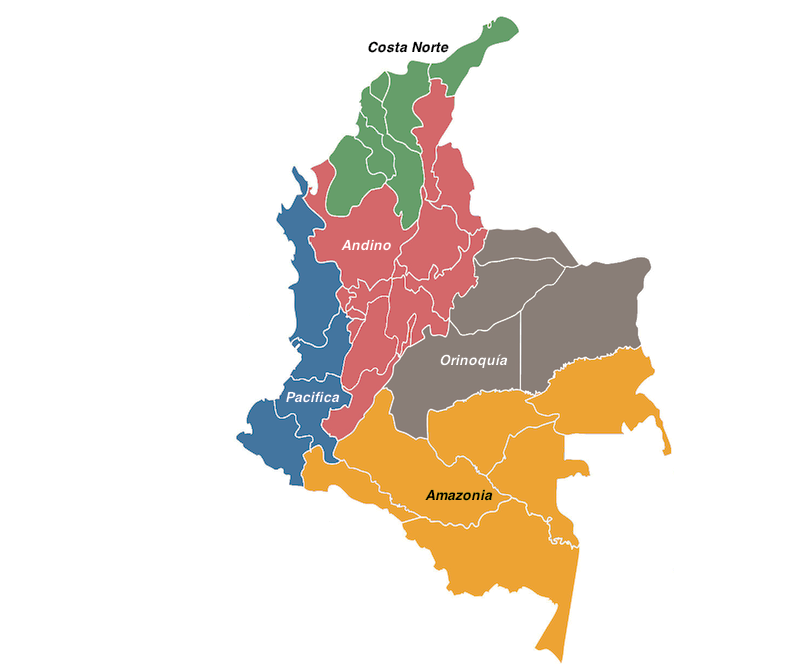 Costa Norte
Andino
Orinoquía
Pacifica
Amazonia